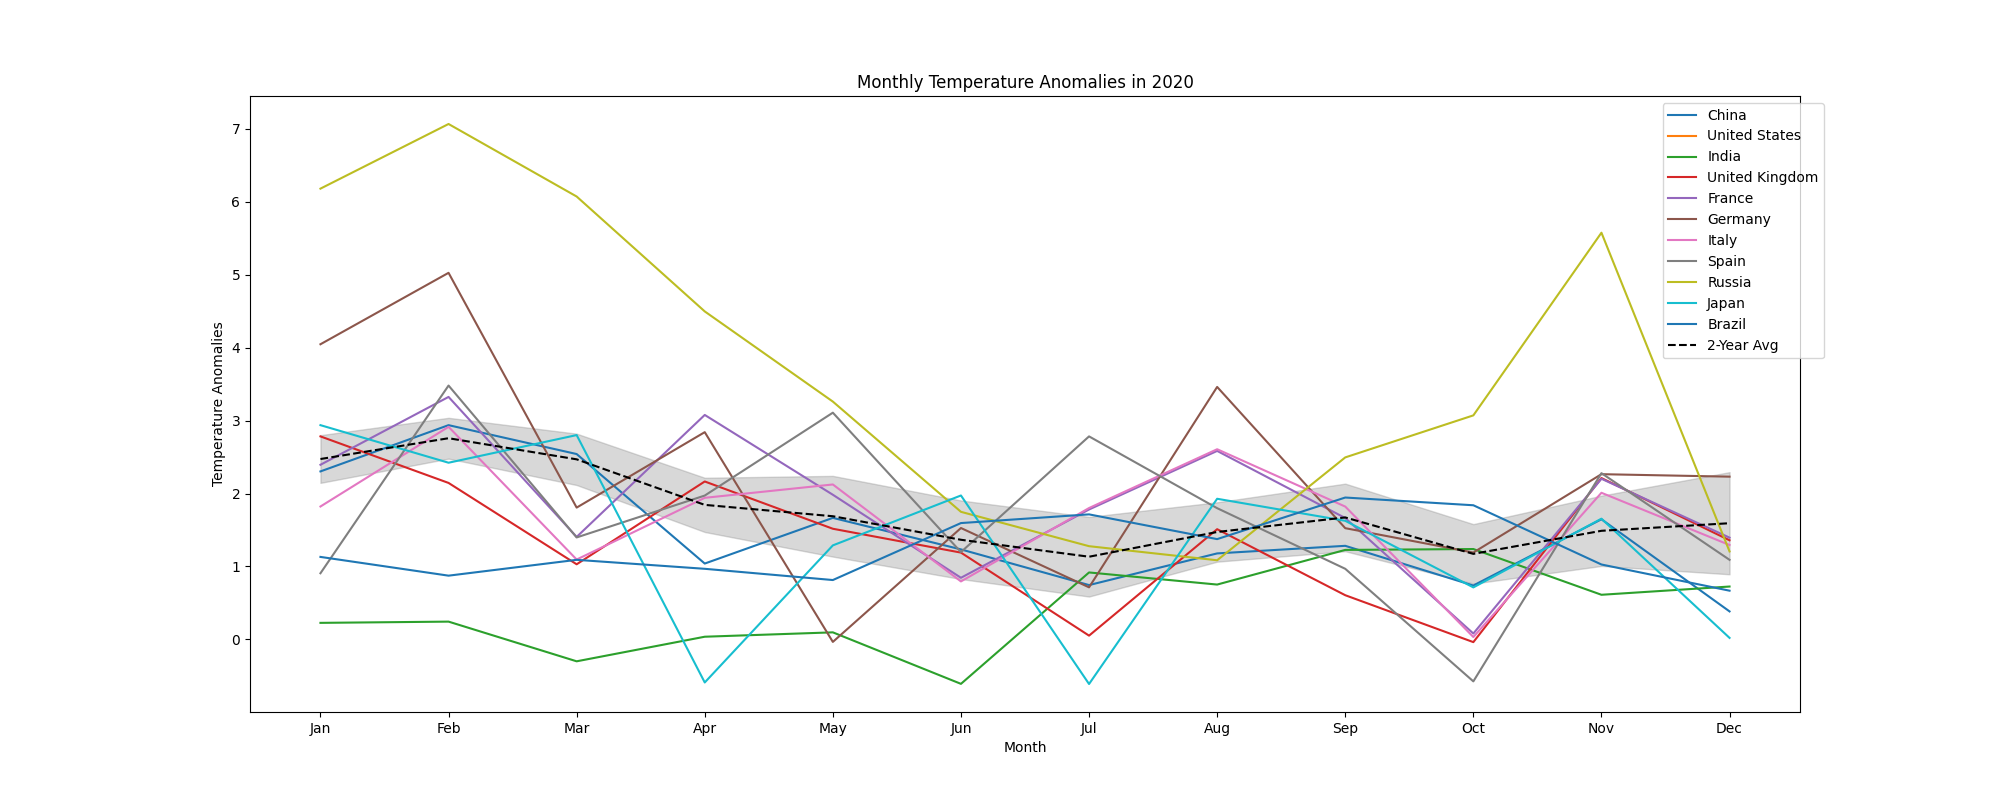 Monthly Temperature Anomalies in 2020
Temperature Anomalies
7
6
5
4
3
2
1
0
China
United States
India
United Kingdom
France
Germany
Italy
Spain
Russia
Japan
Brazil
2-Year Avg
Jan Feb Mar Apr May Jun Jul Aug Sep Oct Nov Dec
Month